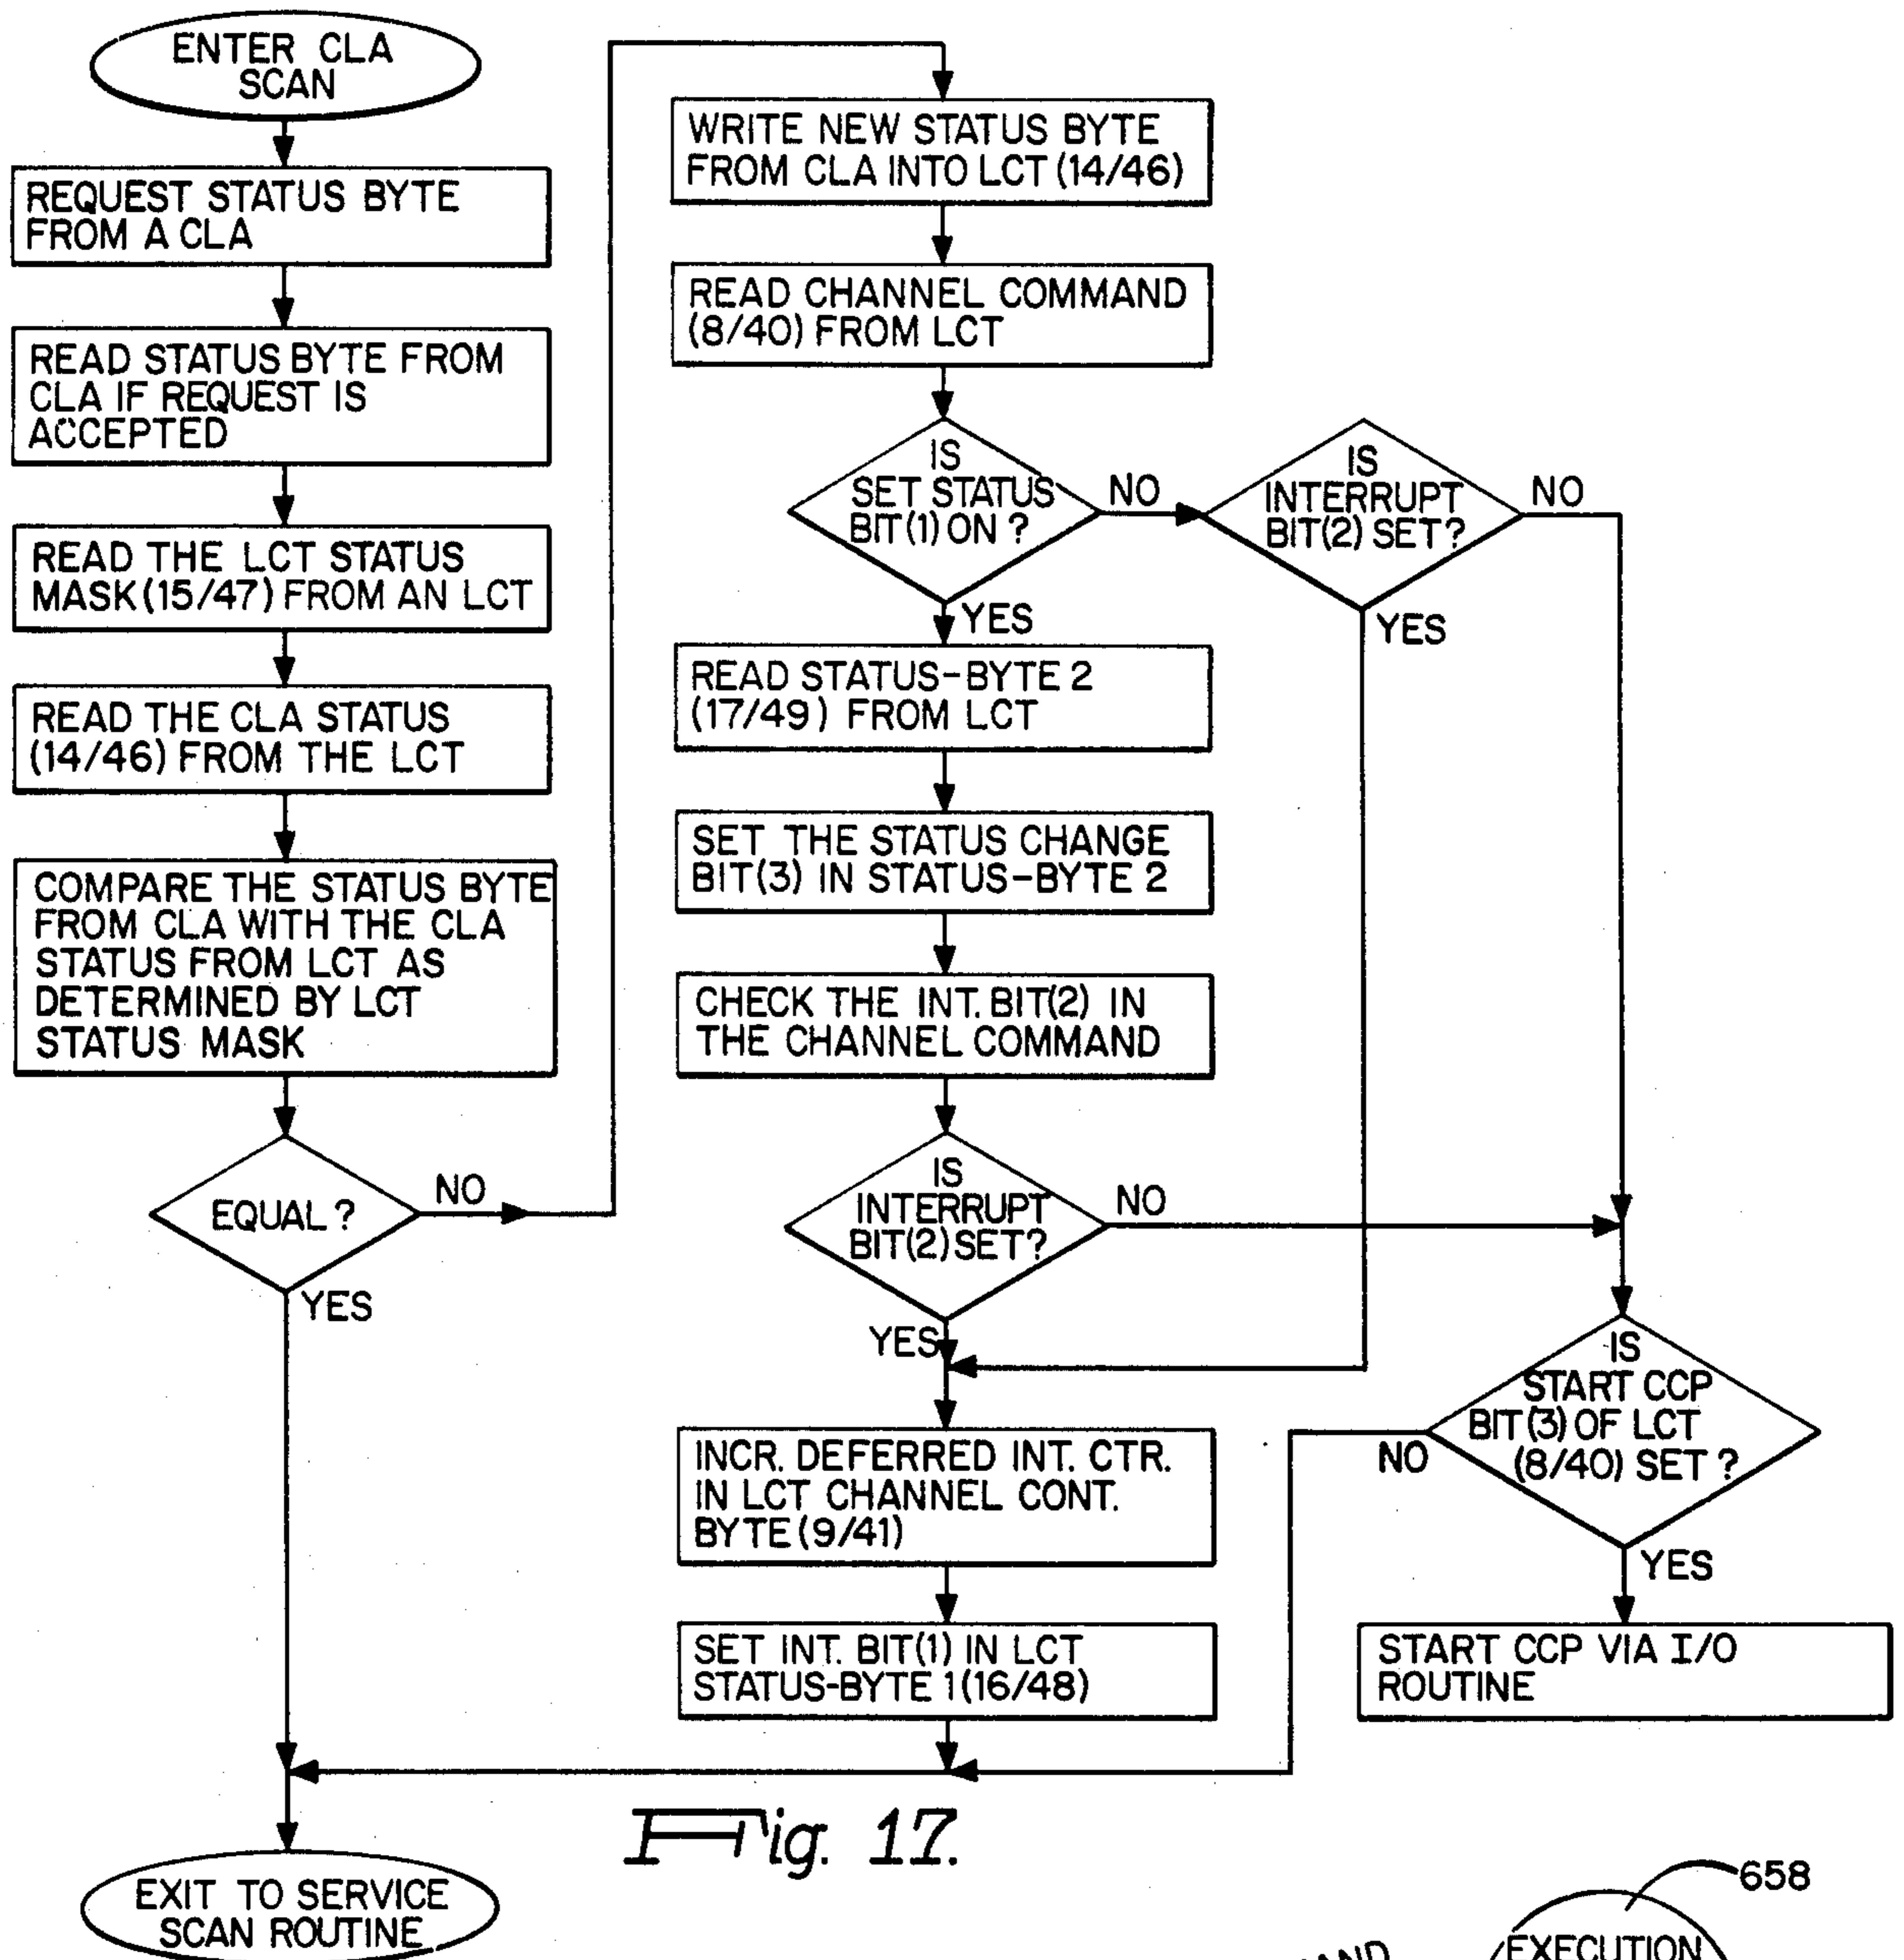 ENTER CLA
SCAN
REQUEST STATUS BYTE
FROM A CLA
READ STATUS BYTE FROM
CLA IF REQUEST IS
ACCEPTED
READ THE LCT STATUS
MASK (15/47) FROM AN LCT
READ THE CLA STATUS
(14/46) FROM THE LCT
COMPARE THE STATUS BYTE
FROM CLA WITH THE CLA
STATUS FROM LCT AS
DETERMINED BY LCT
STATUS MASK
EQUAL ?
NO
YES
WRITE NEW STATUS BYTE
FROM CLA INTO LCT (14/46)
READ CHANNEL COMMAND
(8/40) FROM LCT
IS
SET STATUS
BIT(1) ON ?
NO
YES
IS
INTERRUPT
BIT(2) SET?
NO
YES
READ STATUS-BYTE 2
(17/49) FROM LCT
SET THE STATUS CHANGE
BIT(3) IN STATUS-BYTE 2
CHECK THE INT. BIT(2) IN
THE CHANNEL COMMAND
IS
INTERRUPT
BIT(2) SET?
NO
YES
INCR. DEFERRED INT. CTR.
IN LCT CHANNEL CONT.
BYTE (9/41)
SET INT. BIT(1) IN LCT
STATUS-BYTE 1 (16/48)
IS
START CCP
BIT(3) OF LCT
(8/40) SET ?
NO
YES
START CCP VIA I/O
ROUTINE
EXIT TO SERVICE
SCAN ROUTINE
Fig. 17.
658
EXECUTION